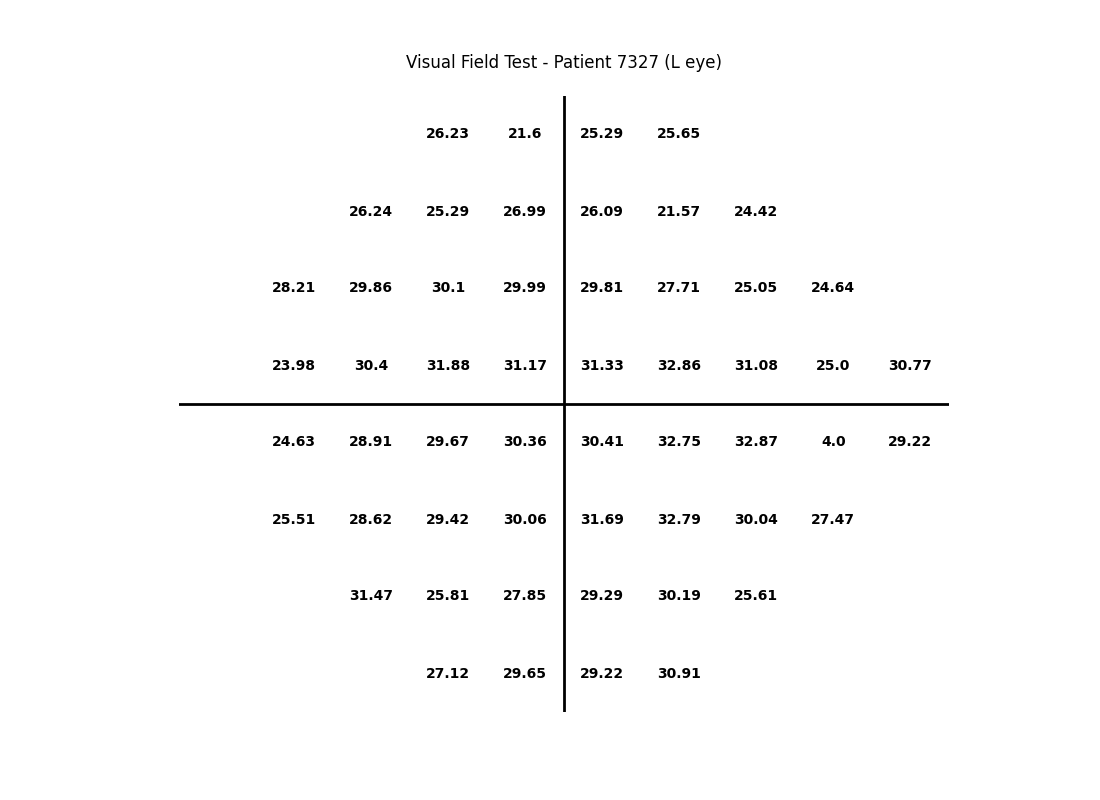 Visual Field Test - Patient 7327 (L eye)
26.23 21.6 25.29 25.65
26.24 25.29 26.99 26.09 21.57 24.42
28.21 29.86 30.1 29.99 29.81 27.71 25.05 24.64
23.98 30.4 31.88 31.17 31.33 32.86 31.08 25.0 30.77
24.63 28.91 29.67 30.36 30.41 32.75 32.87 4.0 29.22
25.51 28.62 29.42 30.06 31.69 32.79 30.04 27.47
31.47 25.81 27.85 29.29 30.19 25.61
27.12 29.65 29.22 30.91